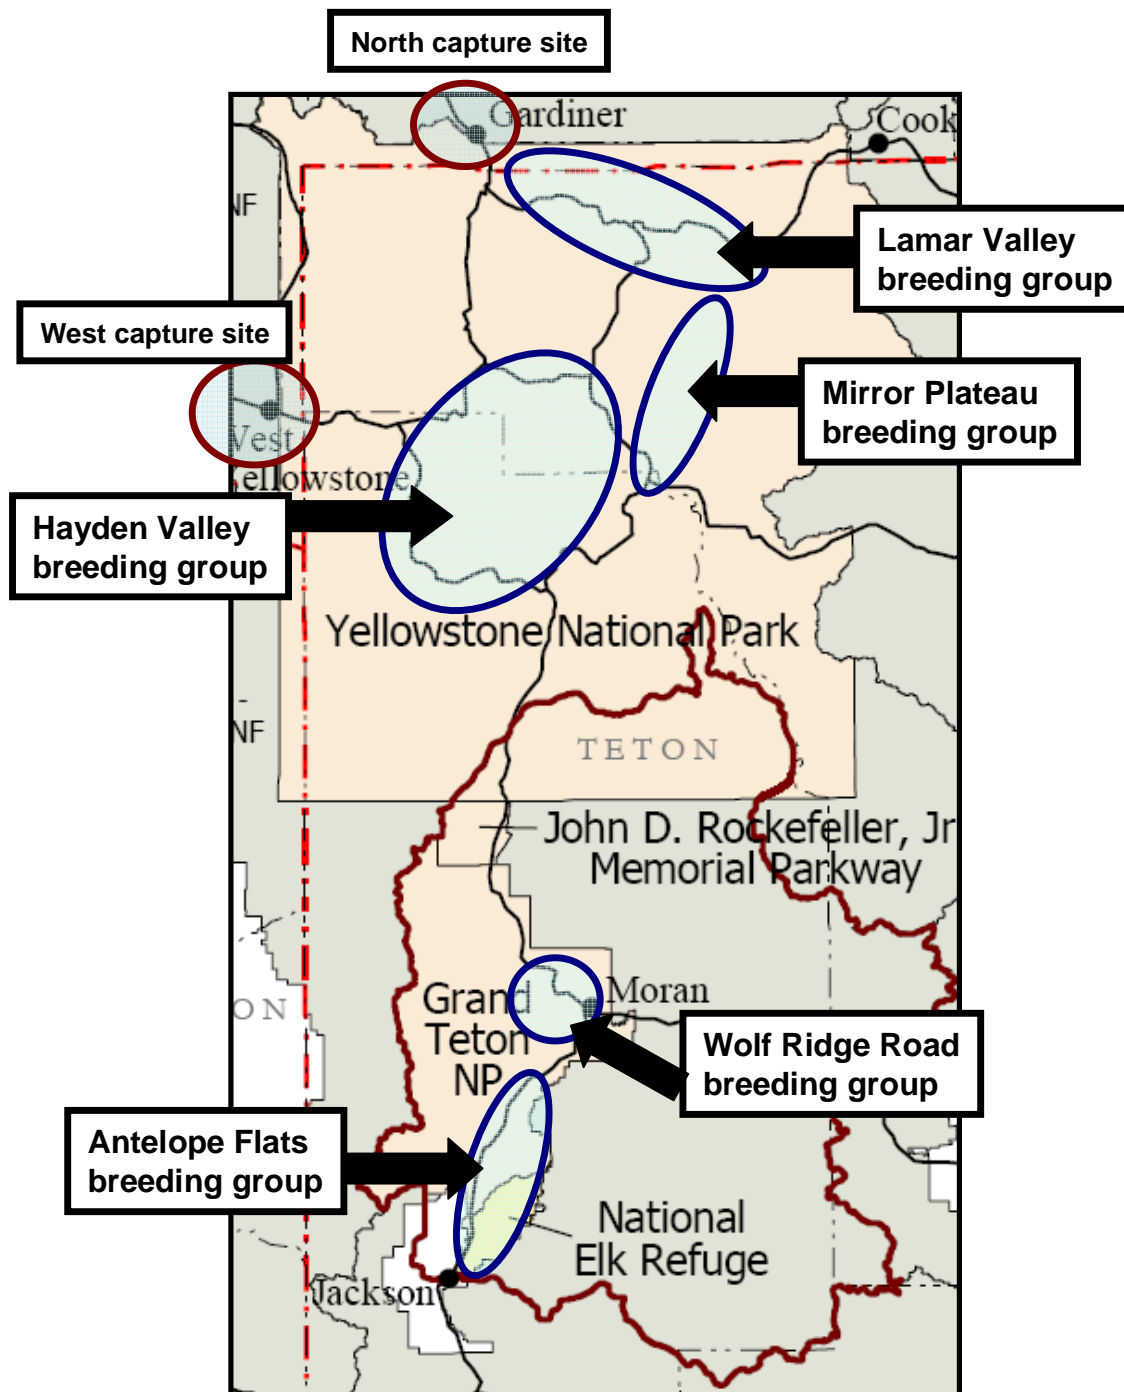 North capture site
Gardiner
Cook
NF
Lamar Valley
breeding group
West capture site
Mirror Plateau
breeding group
West
Yellowstone
Hayden Valley
breeding group
Yellowstone National Park
NF
TETON
John D. Rockefeller, Jr
Memorial Parkway
Grand
Teton
NP
Moran
ON
Wolf Ridge Road
breeding group
Antelope Flats
breeding group
National
Elk Refuge
Jackson